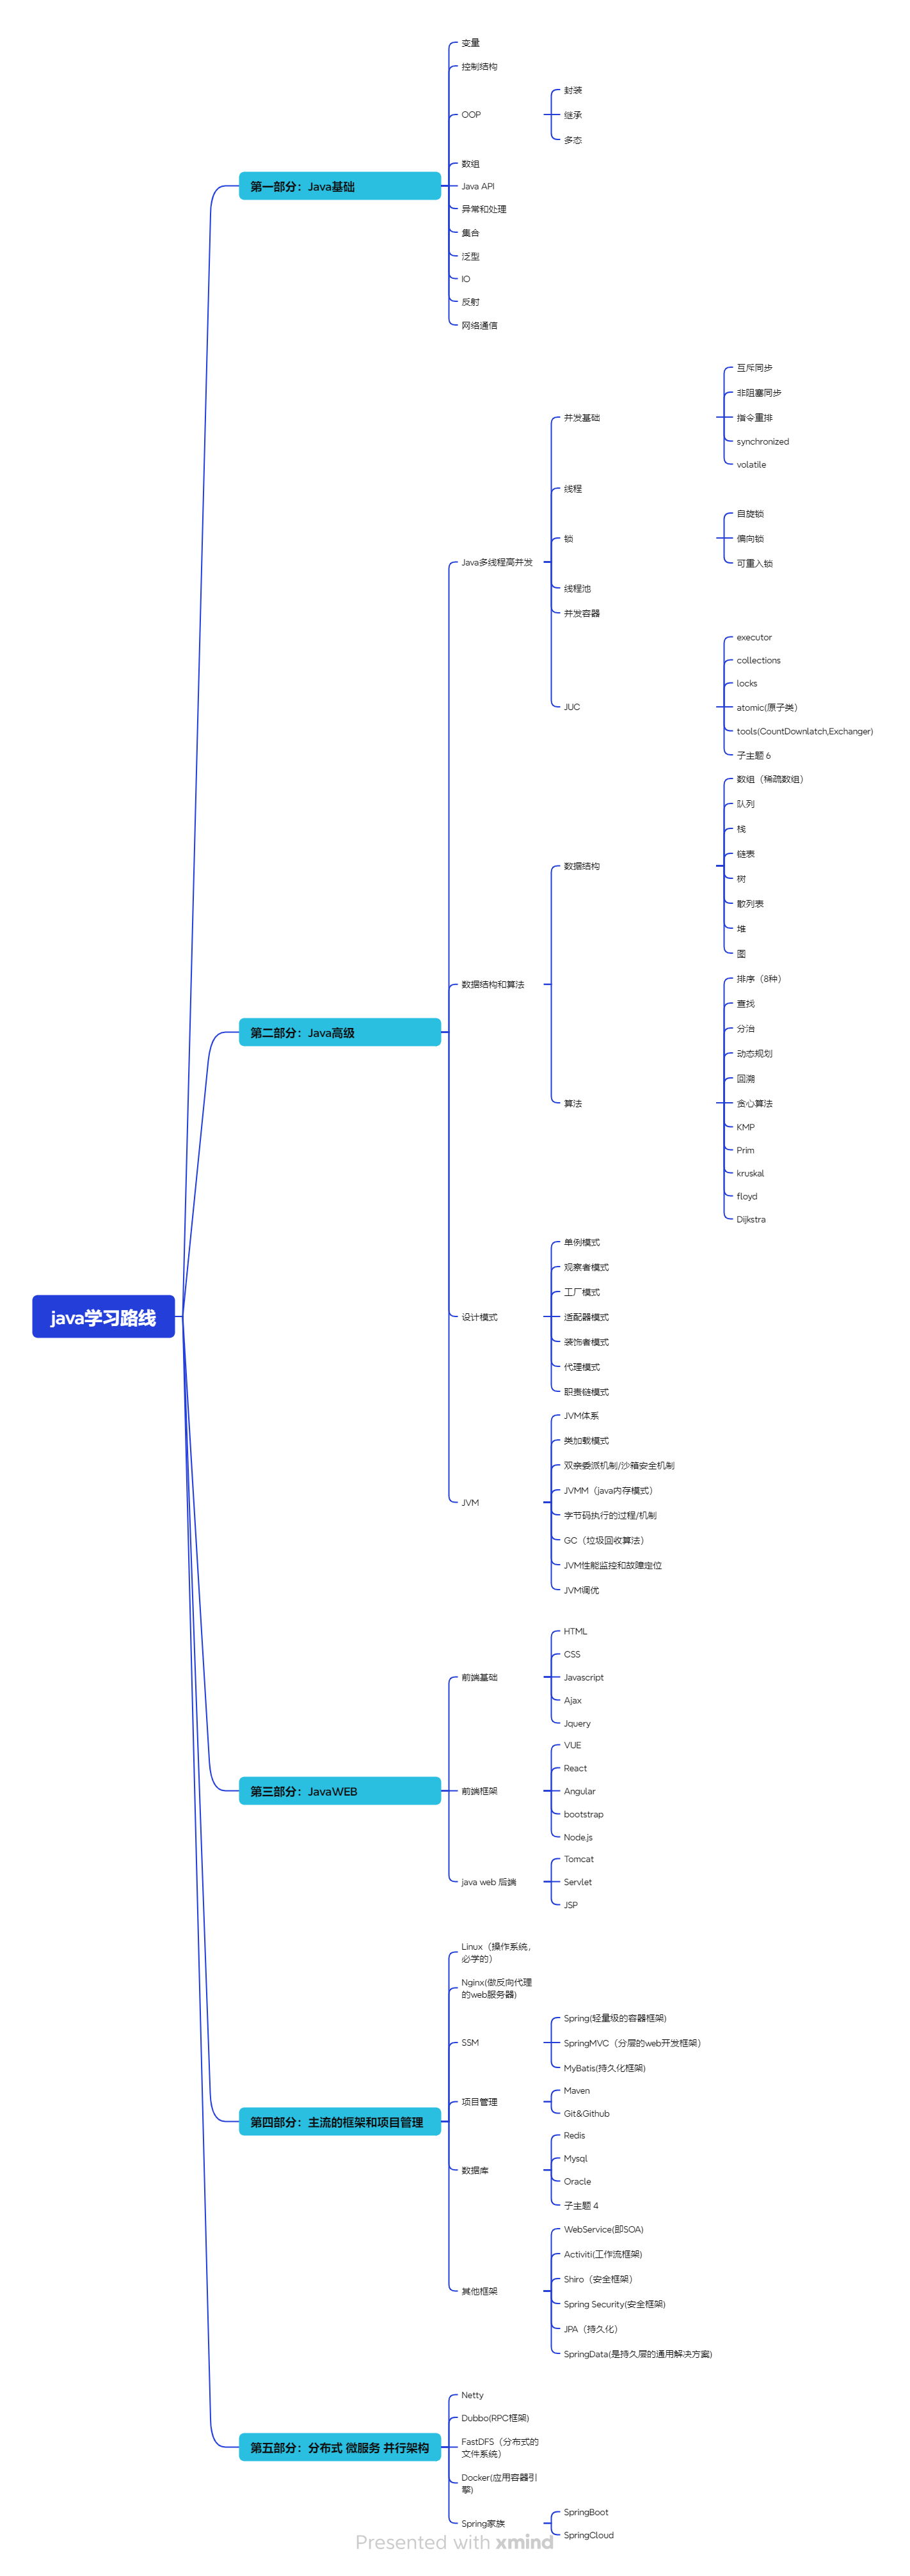 java学习路线
第一部分：Java基础
变量
控制结构
OOP
封装
继承
多态
数组
Java API
异常和处理
集合
泛型
IO
反射
网络通信
第二部分：Java高级
Java多线程高并发
并发基础
互斥同步
非阻塞同步
指令重排
synchronized
volatile
线程
锁
自旋锁
偏向锁
可重入锁
线程池
并发容器
JUC
executor
collections
locks
atomic(原子类)
tools(CountDownlatch,Exchanger)
子主题 6
数据结构和算法
数据结构
数组（稀疏数组）
队列
栈
链表
树
散列表
堆
图
算法
排序（8种）
查找
分治
动态规划
回溯
贪心算法
KMP
Prim
kruskal
floyd
Dijkstra
设计模式
单例模式
观察者模式
工厂模式
适配器模式
装饰者模式
代理模式
职责链模式
JVM
JVM体系
类加载模式
双亲委派机制/沙箱安全机制
JVMM（java内存模式）
字节码执行的过程/机制
GC（垃圾回收算法）
JVM性能监控和故障定位
JVM调优
第三部分：JavaWEB
前端基础
HTML
CSS
Javascript
Ajax
Jquery
前端框架
VUE
React
Angular
bootstrap
Node.js
java web 后端
Tomcat
Servlet
JSP
第四部分：主流的框架和项目管理
Linux（操作系统，
必学的）
Nginx(做反向代理
的web服务器)
SSM
Spring(轻量级的容器框架)
SpringMVC（分层的web开发框架）
MyBatis(持久化框架)
项目管理
Maven
Git&Github
数据库
Redis
Mysql
Oracle
子主题 4
其他框架
WebService(即SOA)
Activiti(工作流框架)
Shiro（安全框架）
Spring Security(安全框架)
JPA（持久化）
SpringData(是持久层的通用解决方案)
第五部分：分布式 微服务 并行架构
Netty
Dubbo(RPC框架)
FastDFS（分布式的
文件系统）
Docker(应用容器引
擎)
Spring家族
SpringBoot
SpringCloud
Presented with xmind